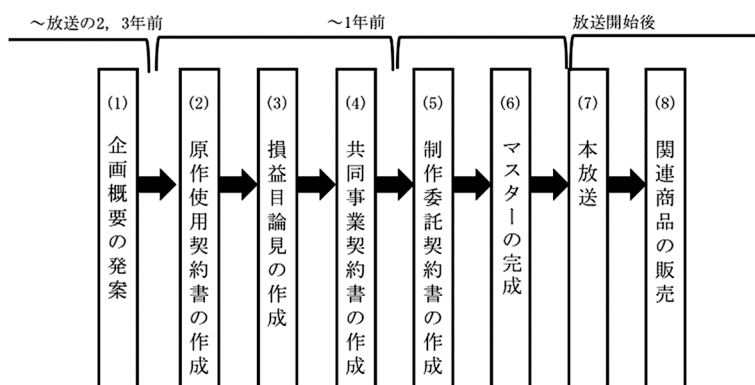 ～放送の2，3年前
～1年前
放送開始後
(1)企画概要の発案
(2)原作使用契約書の作成
(3)損益目論見の作成
(4)共同事業契約書の作成
(5)制作委託契約書の作成
(6)マスターの完成
(7)本放送
(8)関連商品の販売